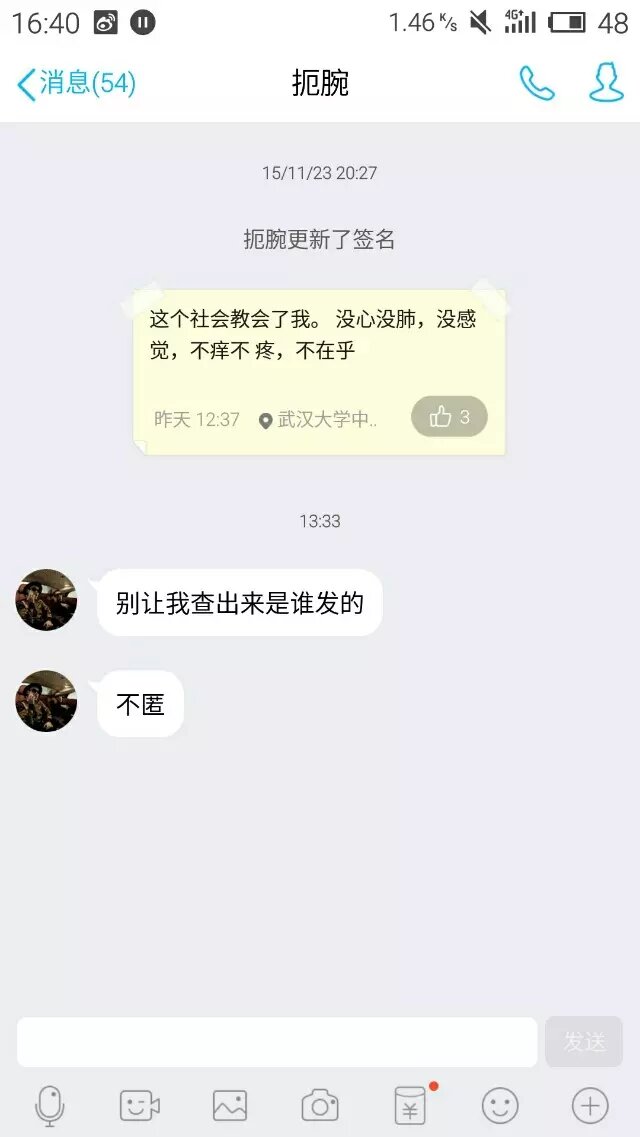 16:40 1.46 K/s 4G+ 48
消息(54) 扼腕
15/11/23 20:27
扼腕更新了签名
这个社会教会了我。 没心没肺，没感
觉，不痒不 疼，不在乎
昨天 12:37 武汉大学中.. 3
13:33
别让我查出来是谁发的
不匿
发送